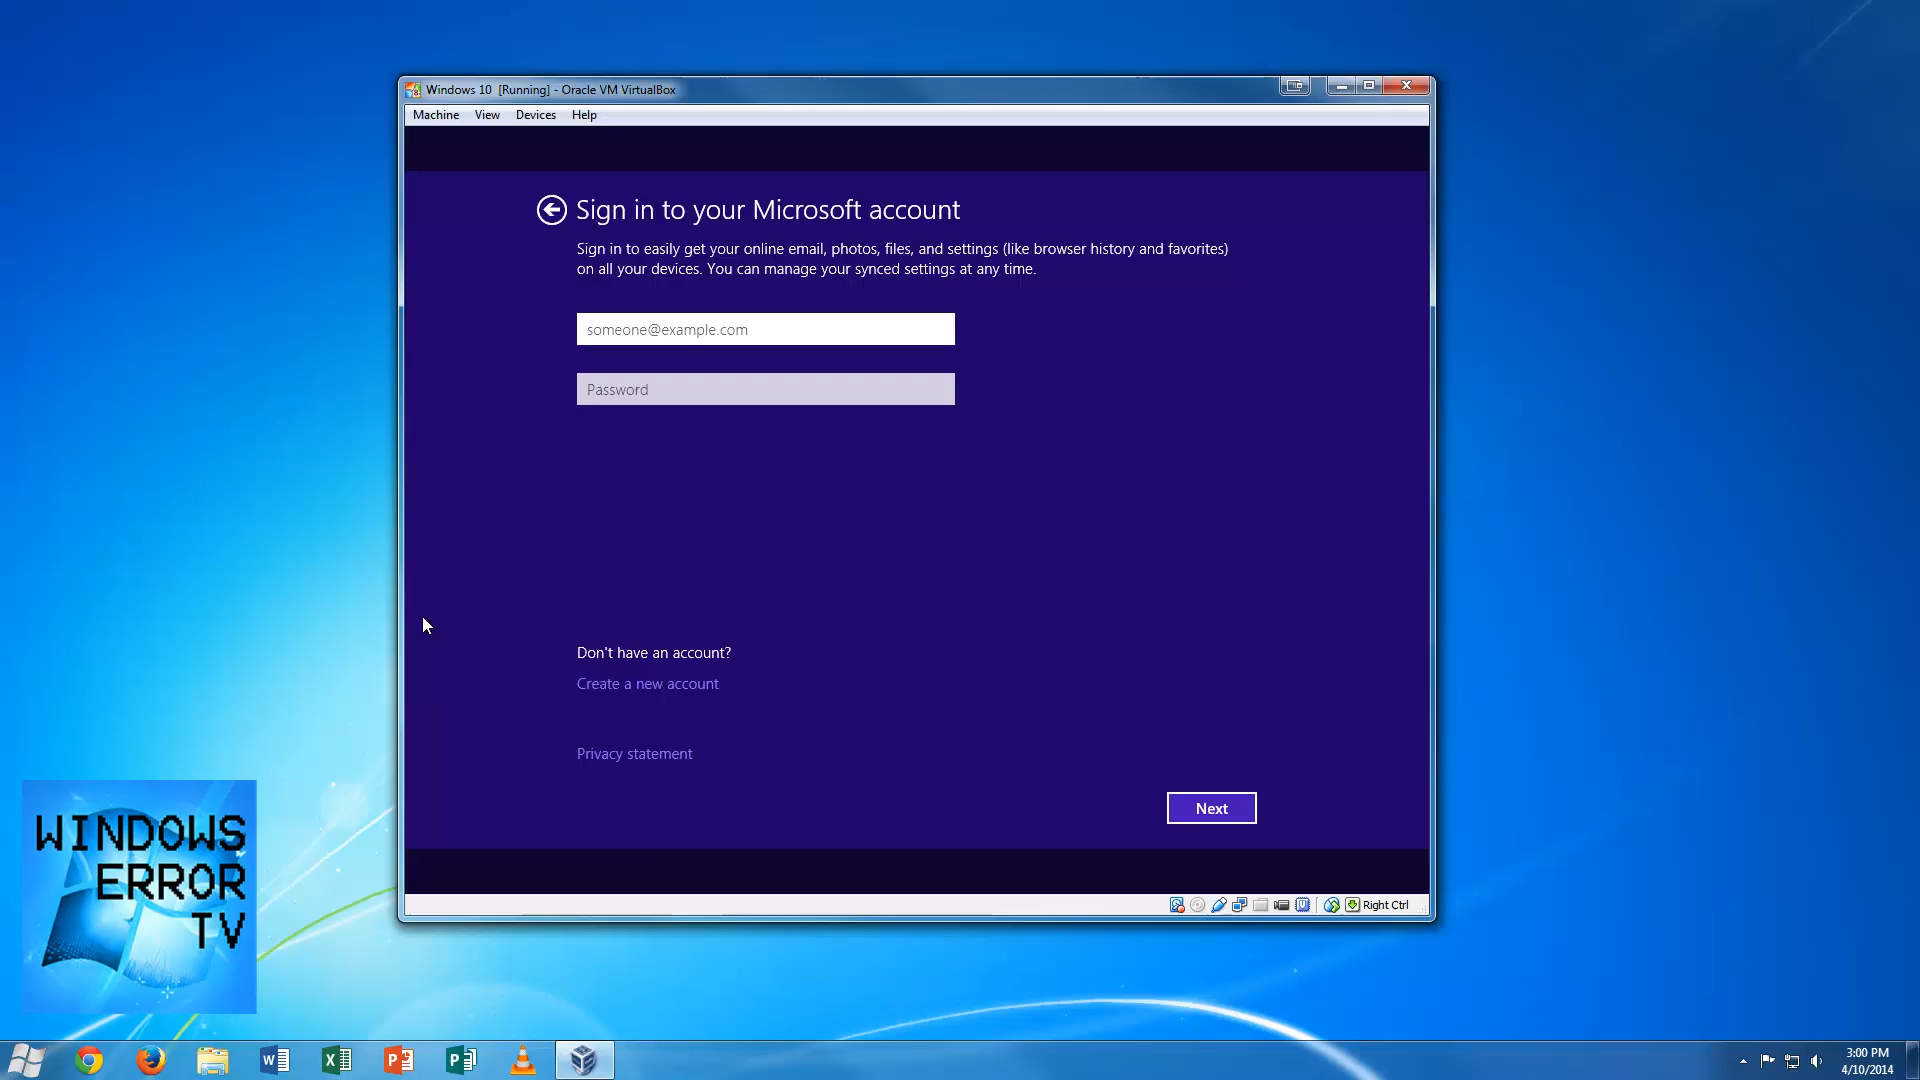 Windows 10 [Running] - Oracle VM VirtualBox
Machine View Devices Help
Sign in to your Microsoft account
Sign in to easily get your online email, photos, files, and settings (like browser history and favorites)
on all your devices. You can manage your synced settings at any time.
someone@example.com
Password
Don't have an account?
Create a new account
Privacy statement
Next
Right Ctrl
WINDOWS
ERROR
TV
3:00 PM
4/10/2014